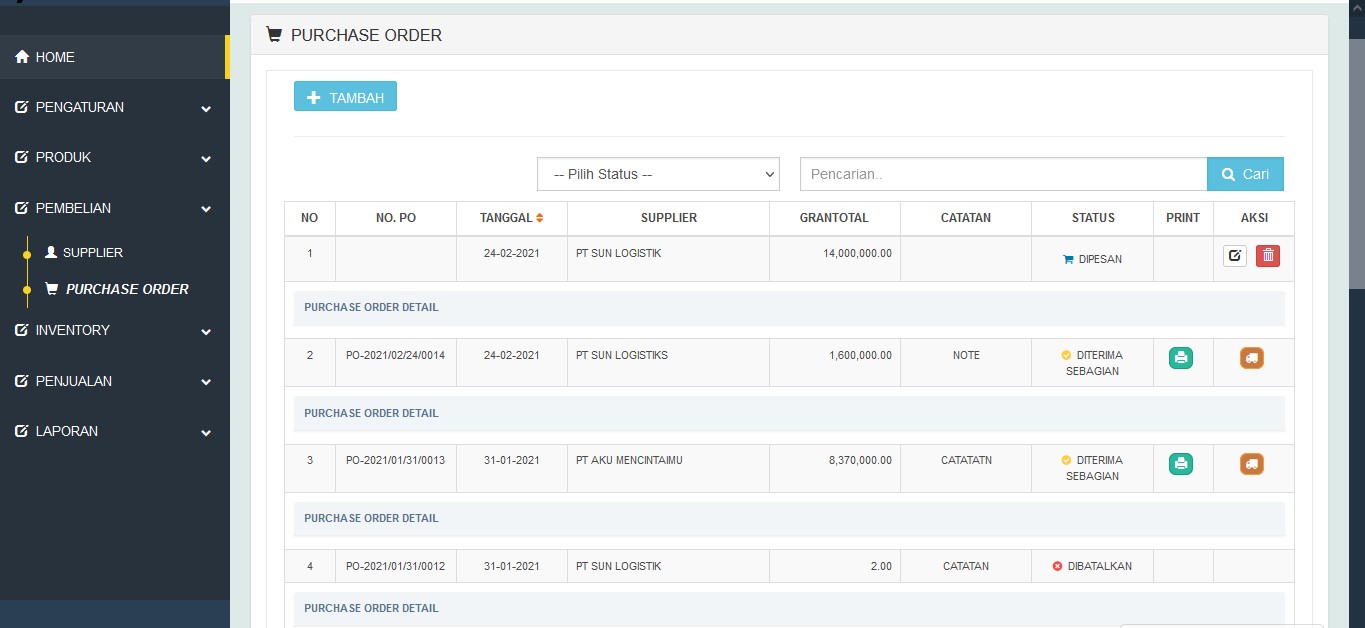 HOME
PENGATURAN
PRODUK
PEMBELIAN
SUPPLIER
PURCHASE ORDER
INVENTORY
PENJUALAN
LAPORAN
PURCHASE ORDER
TAMBAH
-- Pilih Status -- Pencarian.. Cari
NO NO. PO TANGGAL SUPPLIER GRANTOTAL CATATAN STATUS PRINT AKSI
1 24-02-2021 PT SUN LOGISTIK 14,000,000.00 DIPESAN
PURCHASE ORDER DETAIL
2 PO-2021/02/24/0014 24-02-2021 PT SUN LOGISTIKS 1,600,000.00 NOTE DITERIMA
SEBAGIAN
PURCHASE ORDER DETAIL
3 PO-2021/01/31/0013 31-01-2021 PT AKU MENCINTAIMU 8,370,000.00 CATATATN DITERIMA
SEBAGIAN
PURCHASE ORDER DETAIL
4 PO-2021/01/31/0012 31-01-2021 PT SUN LOGISTIK 2.00 CATATAN DIBATALKAN
PURCHASE ORDER DETAIL